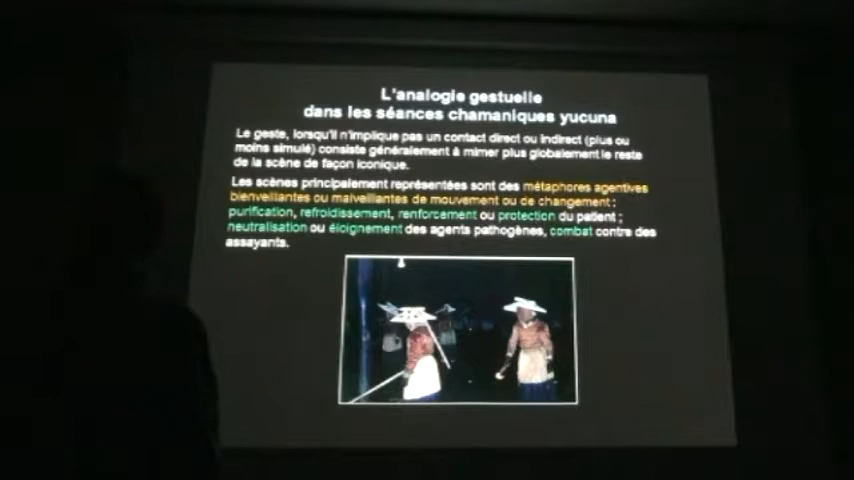 L'analogie gestuelle
dans les séances chamaniques yucuna
Le geste, lorsqu'il n'implique pas un contact direct ou indirect (plus ou
moins simulé) consiste généralement à mimer plus globalement le reste
de la scène de façon iconique.
Les scènes principalement représentées sont des métaphores agentives
bienveillantes ou malveillantes de mouvement ou de changement :
purification, refroidissement, renforcement ou protection du patient ;
neutralisation ou éloignement des agents pathogènes, combat contre des
assayants.